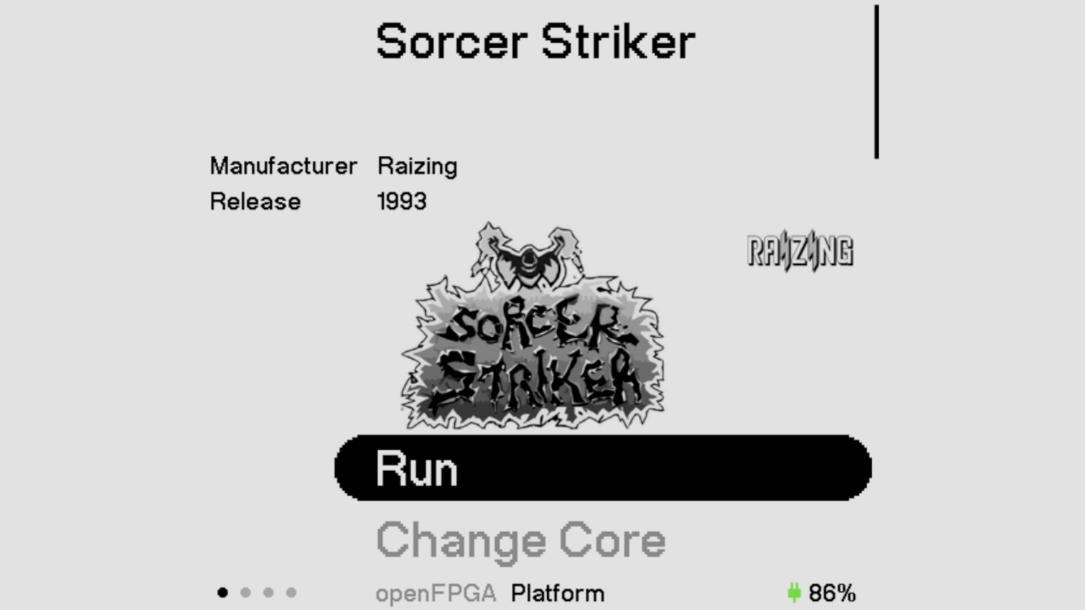 Sorcer Striker
Manufacturer Raizing
Release 1993
RAIZING
SORCER
STRIKER
Run
Change Core
openFPGA Platform 86%